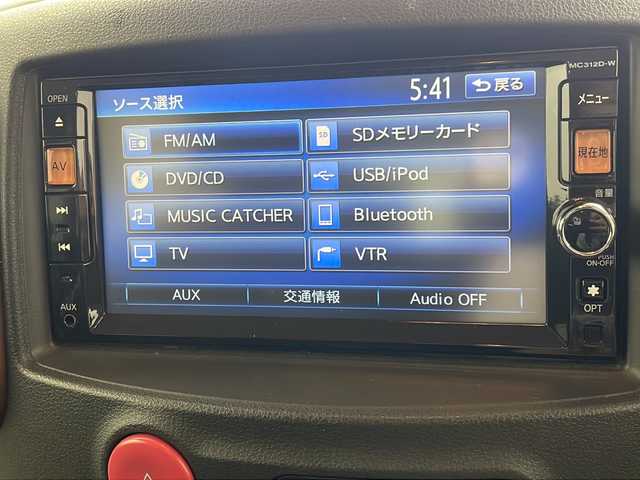 MC312D-W
OPEN
ソース選択
5:41
戻る
メニュー
AV
FM/AM
SD
SDメモリーカード
現在地
DVD/CD
USB/iPod
音量
MUSIC CATCHER
Bluetooth
TV
VTR
PUSH
ON-OFF
AUX
交通情報
Audio OFF
AUX
OPT